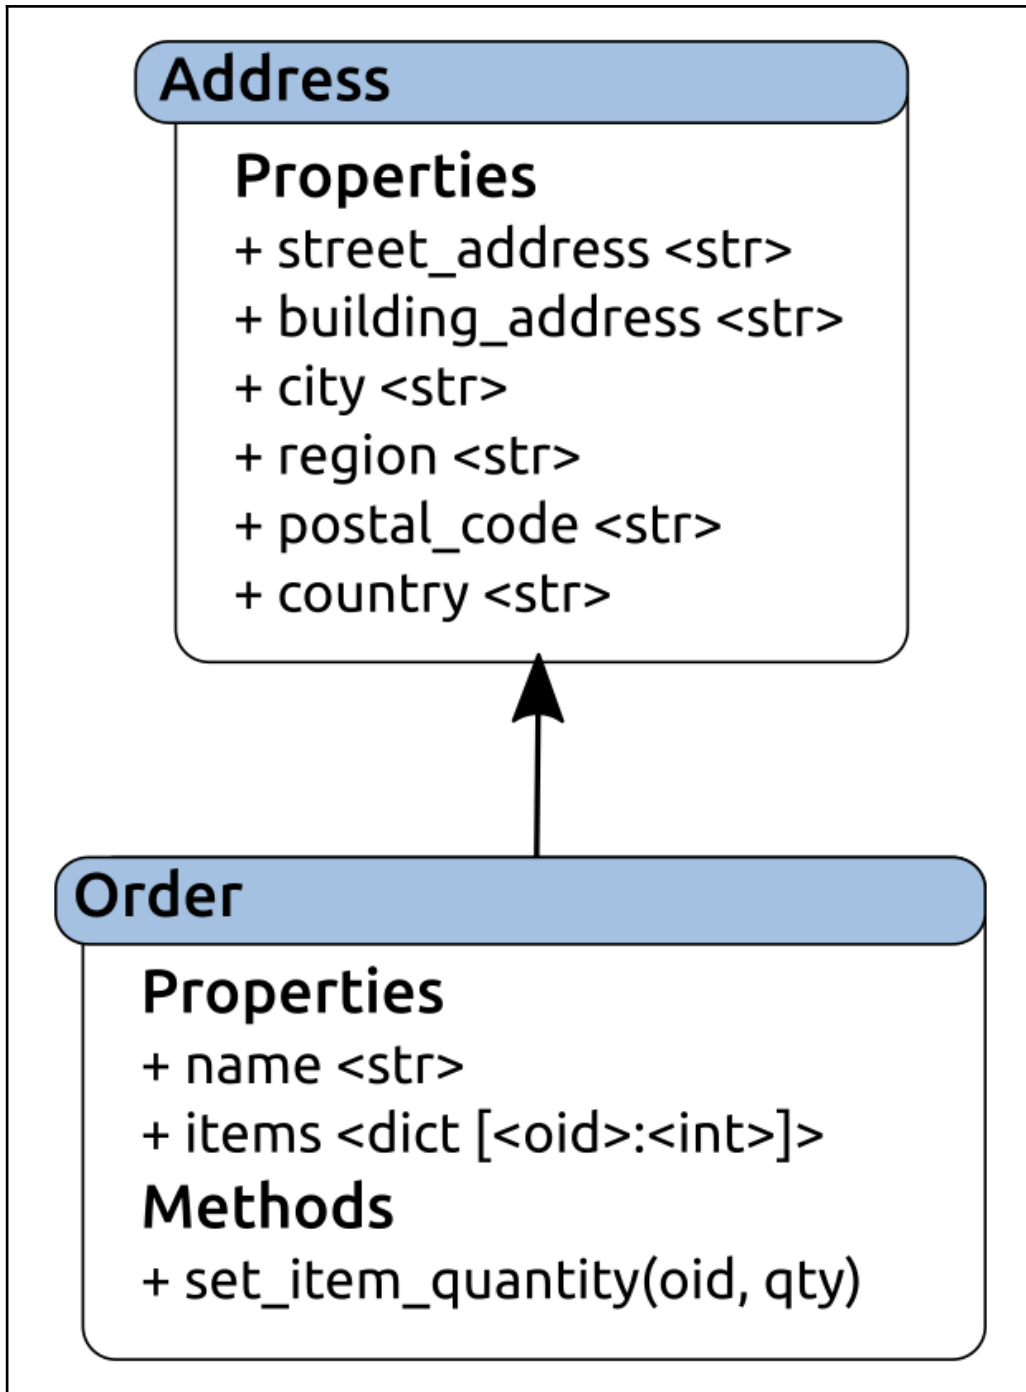 Address
Properties
+ street_address <str>
+ building_address <str>
+ city <str>
+ region <str>
+ postal_code <str>
+ country <str>
Order
Properties
+ name <str>
+ items <dict [<oid>:<int>]>
Methods
+ set_item_quantity(oid, qty)